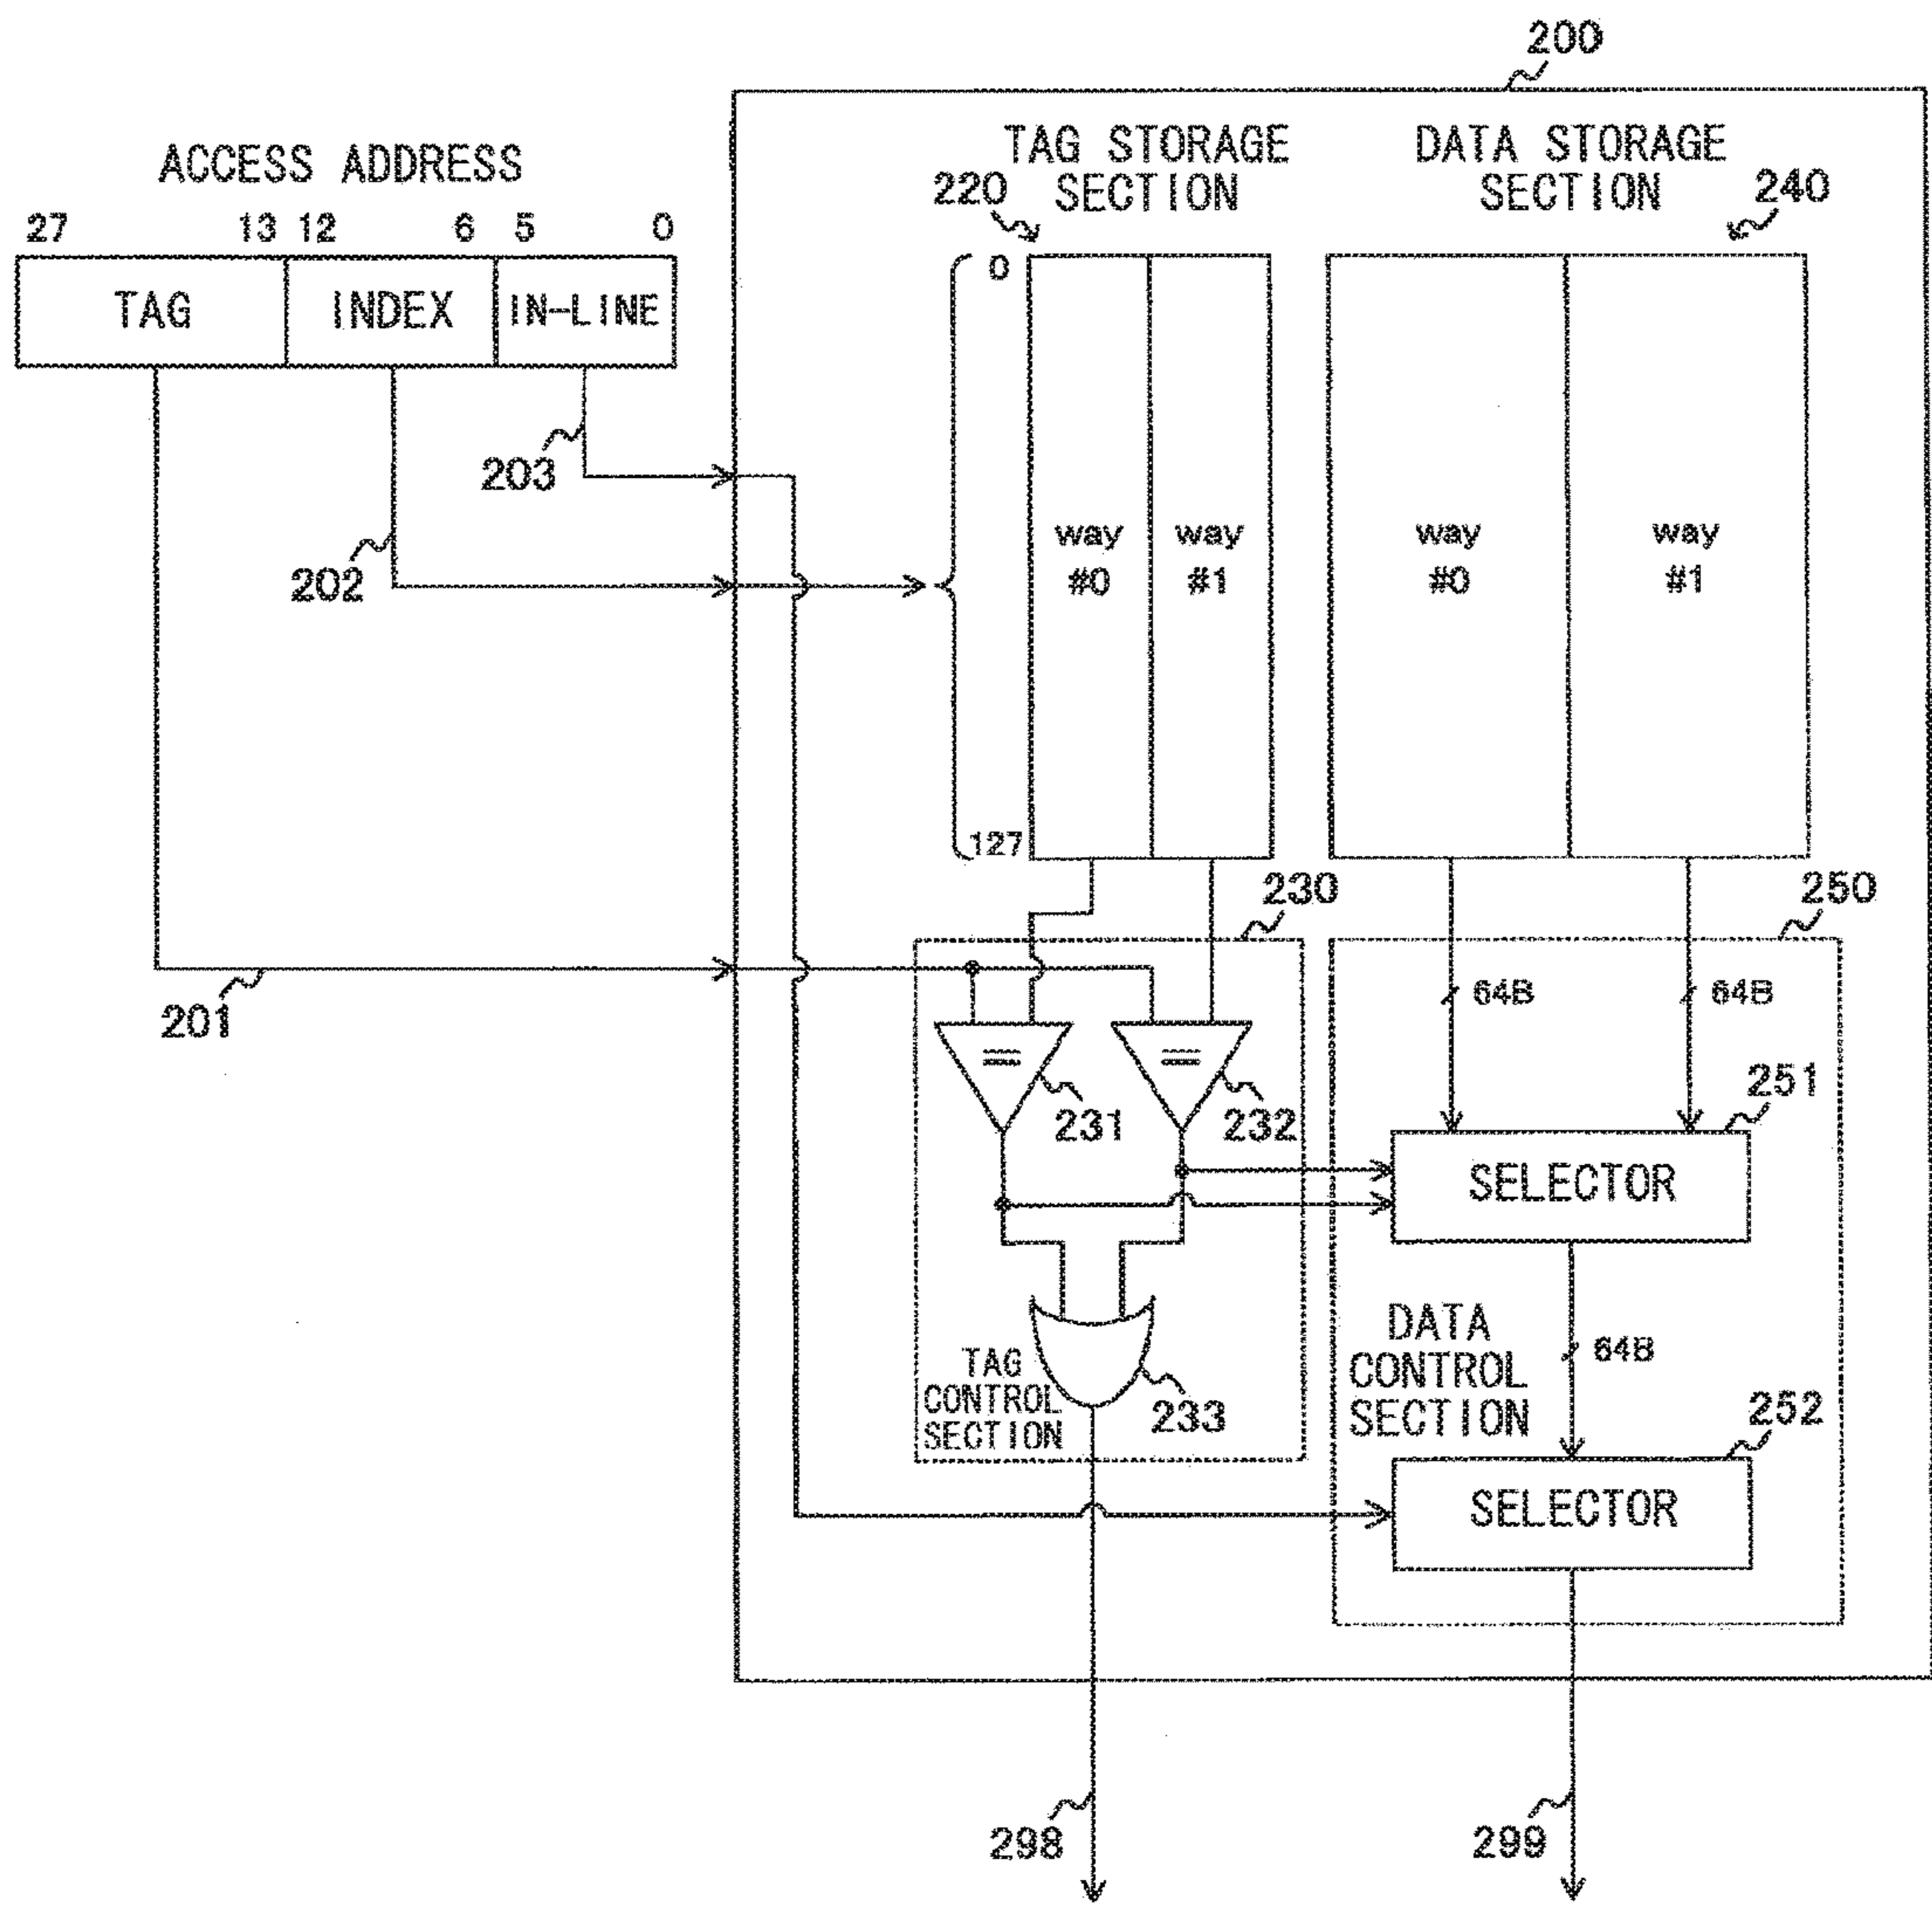 200
ACCESS ADDRESS
TAG STORAGE
SECTION
DATA STORAGE
SECTION
220
240
27 13 12 6 5 0
TAG INDEX IN-LINE
0
203
202
way
#0
way
#1
way
#0
way
#1
127
230
250
201
64B
64B
=
=
231
232
251
SELECTOR
DATA
CONTROL
SECTION
64B
TAG
CONTROL
SECTION
233
252
SELECTOR
298
299